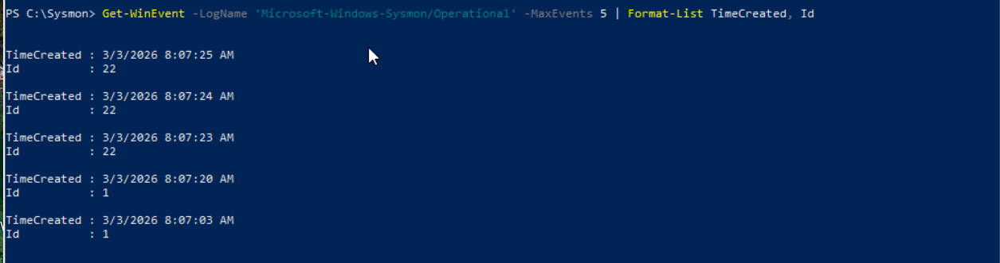 PS C:\Sysmon> Get-WinEvent -LogName 'Microsoft-Windows-Sysmon/Operational' -MaxEvents 5 | Format-List TimeCreated, Id
TimeCreated : 3/3/2026 8:07:25 AM
Id          : 22
TimeCreated : 3/3/2026 8:07:24 AM
Id          : 22
TimeCreated : 3/3/2026 8:07:23 AM
Id          : 22
TimeCreated : 3/3/2026 8:07:20 AM
Id          : 1
TimeCreated : 3/3/2026 8:07:03 AM
Id          : 1